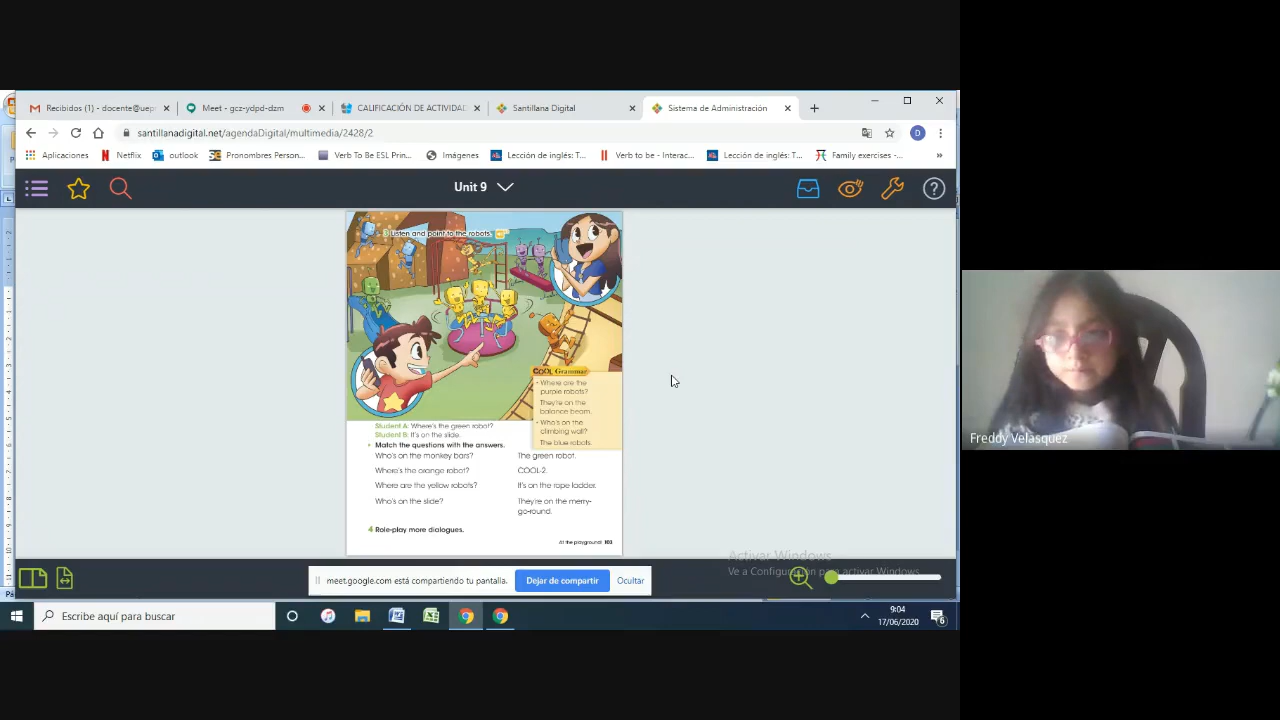 Recibidos (1) - docente@uep
Meet - gcz-ydpd-dzm
CALIFICACIÓN DE ACTIVIDAD
Santillana Digital
Sistema de Administración
santillanadigital.net/agendaDigital/multimedia/2428/2
D
Aplicaciones
Netflix
outlook
Pronombres Person...
Verb To Be ESL Prin...
Imágenes
Lección de inglés: T...
Verb to be - Interac...
Lección de inglés: T...
Family exercises -...
»
Unit 9
3 Listen and point to the robots.
COOL Grammar
• Where are the
purple robots?
They're on the
balance beam.
• Who's on the
climbing wall?
The blue robots.
Student A: Where's the green robot?
Student B: It's on the slide.
Match the questions with the answers.
Who's on the monkey bars?
The green robot.
Where's the orange robot?
COOL-2.
Where are the yellow robots?
It's on the rope ladder.
Who's on the slide?
They're on the merry-
go-round.
4 Role-play more dialogues.
At the playground 103
Freddy Velasquez
Activar Windows
Ve a Configuración para activar Windows.
meet.google.com está compartiendo tu pantalla.
Dejar de compartir
Ocultar
Escribe aquí para buscar
9:04
17/06/2020
6